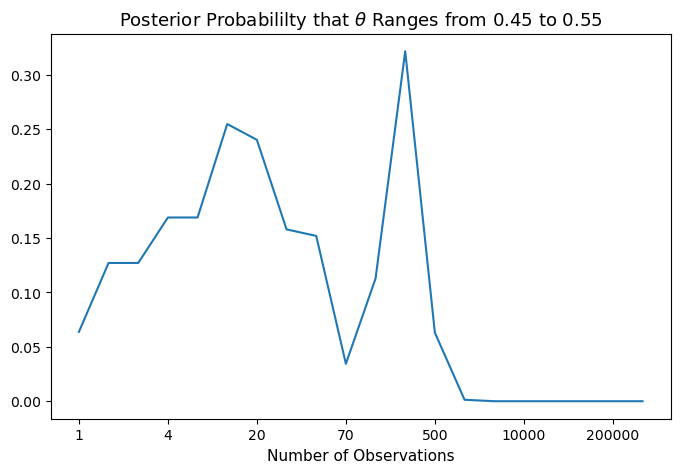 Posterior Probabililty that θ Ranges from 0.45 to 0.55
0.30
0.25
0.20
0.15
0.10
0.05
0.00
1 4 20 70 500 10000 200000
Number of Observations